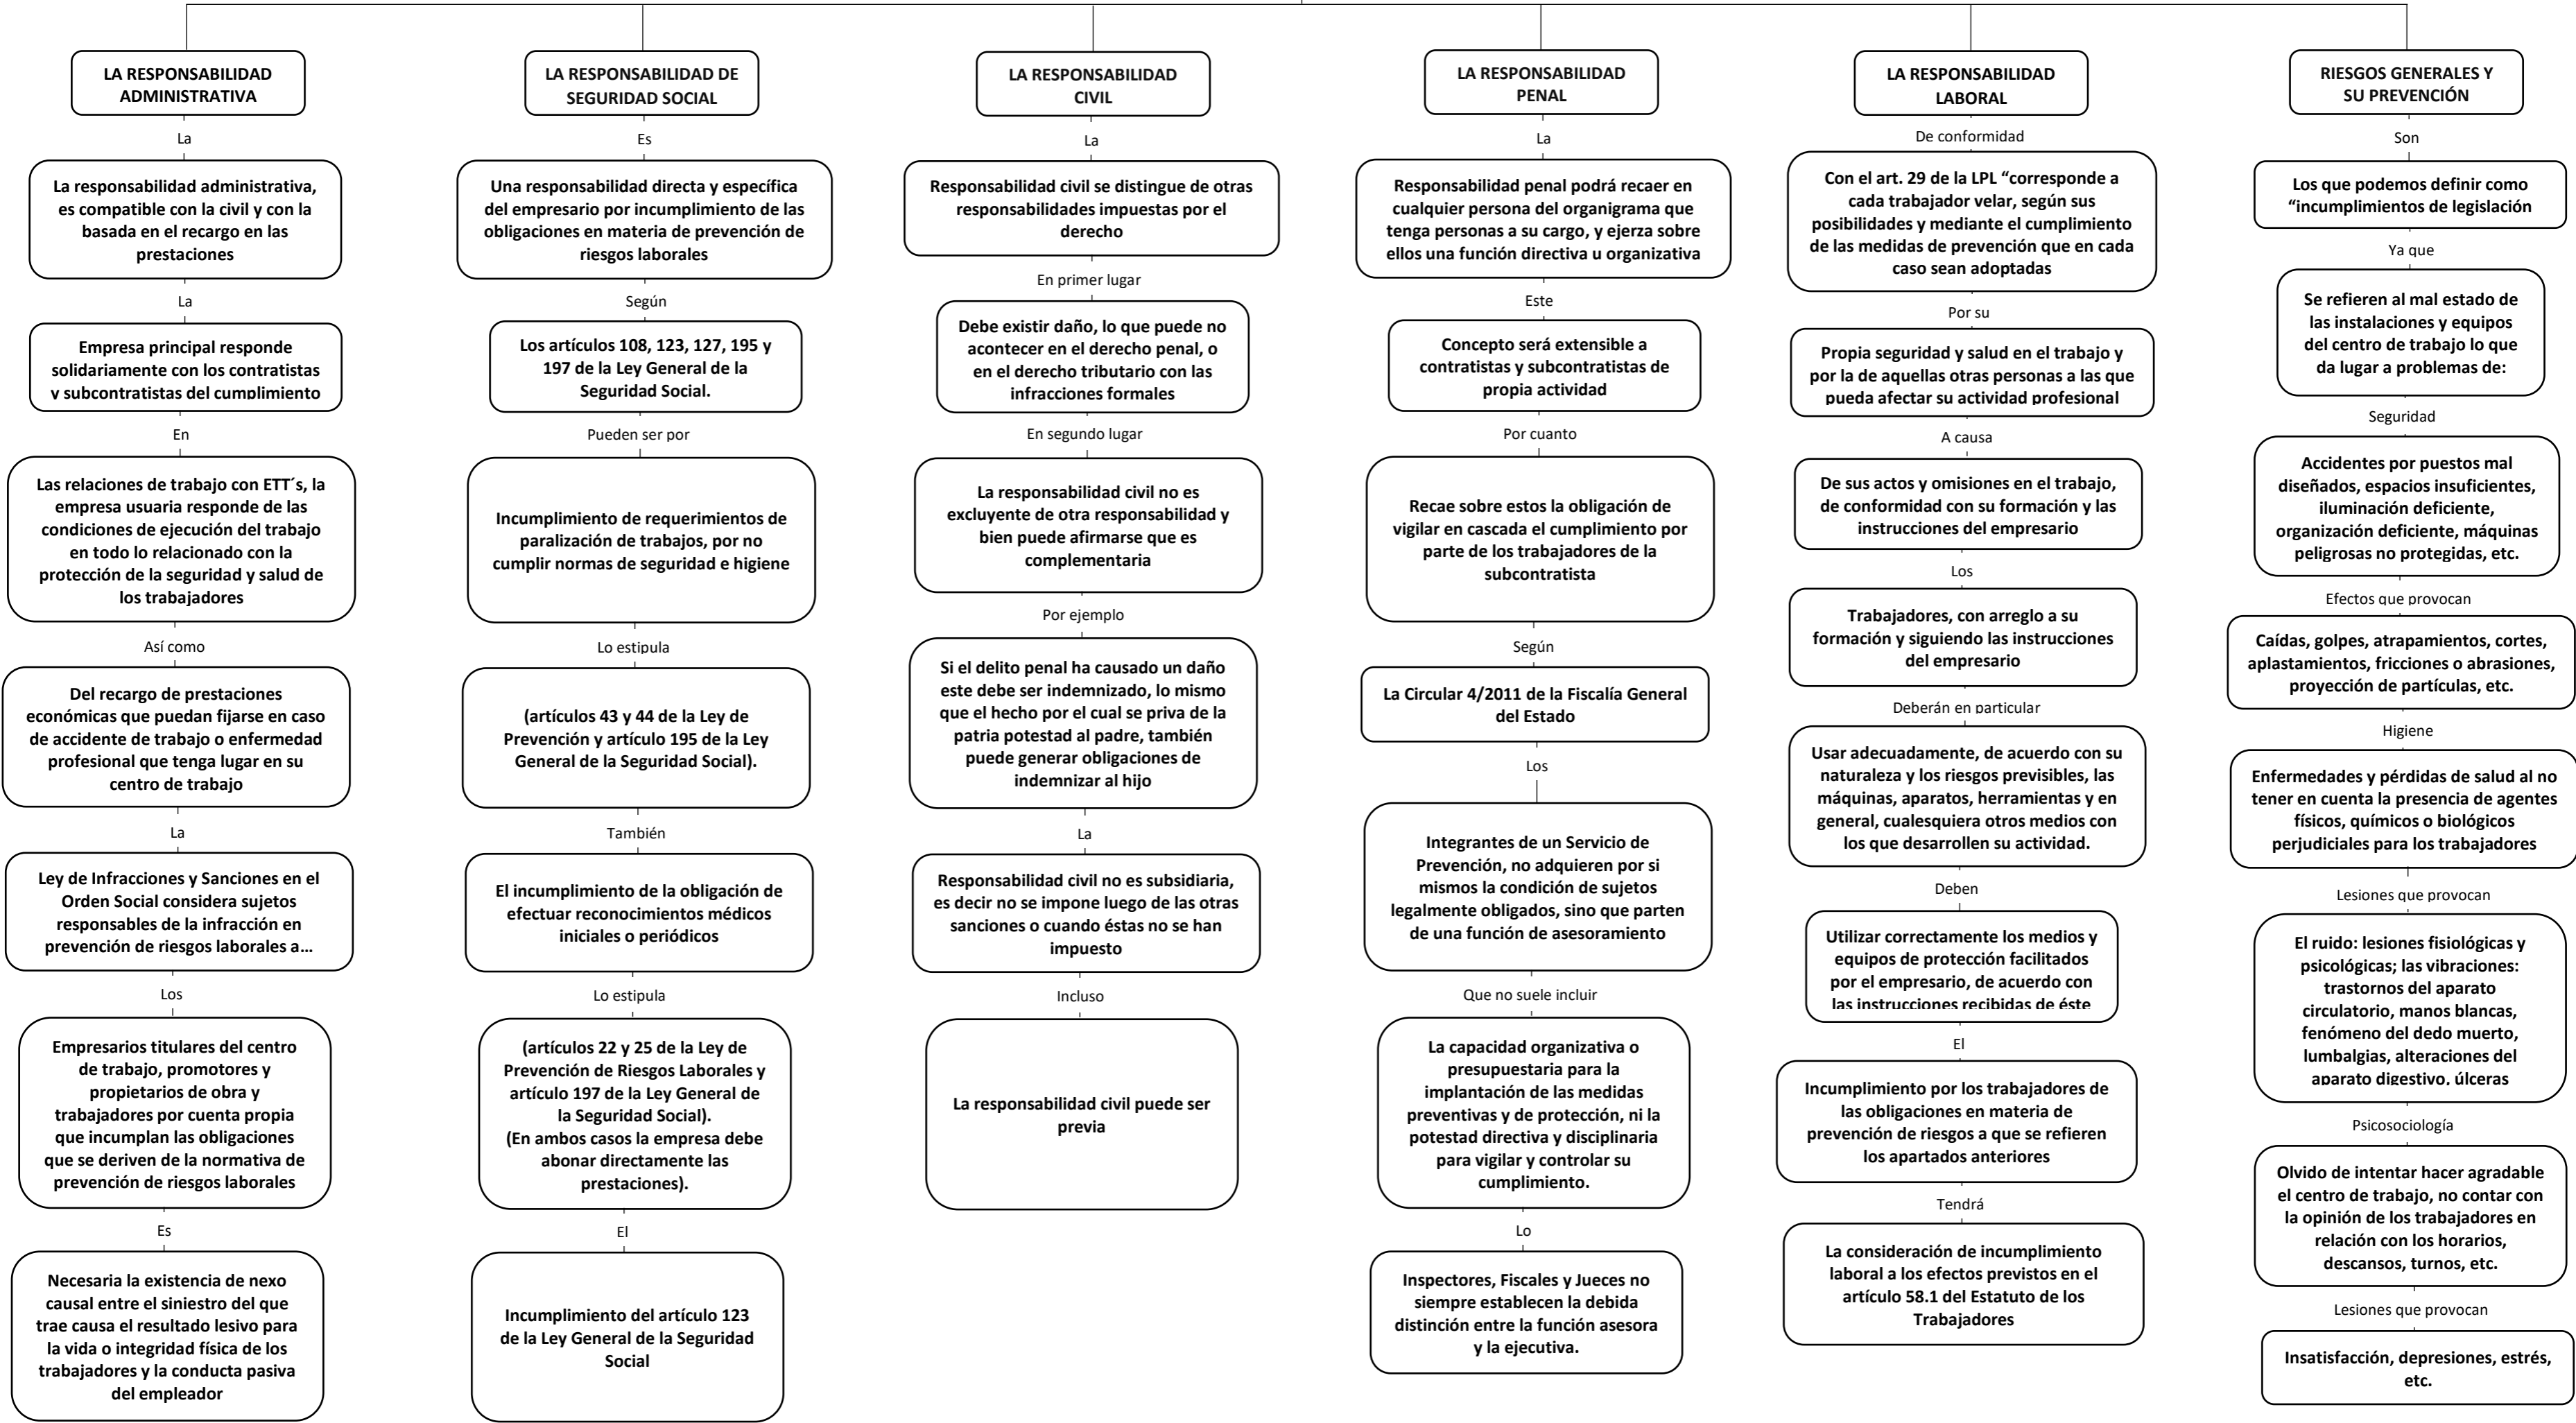 LA RESPONSABILIDAD
ADMINISTRATIVA
La
La responsabilidad administrativa,
es compatible con la civil y con la
basada en el recargo en las
prestaciones
La
Empresa principal responde
solidariamente con los contratistas
y subcontratistas del cumplimiento
En
Las relaciones de trabajo con ETT´s, la
empresa usuaria responde de las
condiciones de ejecución del trabajo
en todo lo relacionado con la
protección de la seguridad y salud de
los trabajadores
Así como
Del recargo de prestaciones
económicas que puedan fijarse en caso
de accidente de trabajo o enfermedad
profesional que tenga lugar en su
centro de trabajo
La
Ley de Infracciones y Sanciones en el
Orden Social considera sujetos
responsables de la infracción en
prevención de riesgos laborales a...
Los
Empresarios titulares del centro
de trabajo, promotores y
propietarios de obra y
trabajadores por cuenta propia
que incumplan las obligaciones
que se deriven de la normativa de
prevención de riesgos laborales
Es
Necesaria la existencia de nexo
causal entre el siniestro del que
trae causa el resultado lesivo para
la vida o integridad física de los
trabajadores y la conducta pasiva
del empleador
LA RESPONSABILIDAD DE
SEGURIDAD SOCIAL
Es
Una responsabilidad directa y específica
del empresario por incumplimiento de las
obligaciones en materia de prevención de
riesgos laborales
Según
Los artículos 108, 123, 127, 195 y
197 de la Ley General de la
Seguridad Social.
Pueden ser por
Incumplimiento de requerimientos de
paralización de trabajos, por no
cumplir normas de seguridad e higiene
Lo estipula
(artículos 43 y 44 de la Ley de
Prevención y artículo 195 de la Ley
General de la Seguridad Social).
También
El incumplimiento de la obligación de
efectuar reconocimientos médicos
iniciales o periódicos
Lo estipula
(artículos 22 y 25 de la Ley de
Prevención de Riesgos Laborales y
artículo 197 de la Ley General de
la Seguridad Social).
(En ambos casos la empresa debe
abonar directamente las
prestaciones).
El
Incumplimiento del artículo 123
de la Ley General de la Seguridad
Social
LA RESPONSABILIDAD
CIVIL
La
Responsabilidad civil se distingue de otras
responsabilidades impuestas por el
derecho
En primer lugar
Debe existir daño, lo que puede no
acontecer en el derecho penal, o
en el derecho tributario con las
infracciones formales
En segundo lugar
La responsabilidad civil no es
excluyente de otra responsabilidad y
bien puede afirmarse que es
complementaria
Por ejemplo
Si el delito penal ha causado un daño
este debe ser indemnizado, lo mismo
que el hecho por el cual se priva de la
patria potestad al padre, también
puede generar obligaciones de
indemnizar al hijo
La
Responsabilidad civil no es subsidiaria,
es decir no se impone luego de las otras
sanciones o cuando éstas no se han
impuesto
Incluso
La responsabilidad civil puede ser
previa
LA RESPONSABILIDAD
PENAL
La
Responsabilidad penal podrá recaer en
cualquier persona del organigrama que
tenga personas a su cargo, y ejerza sobre
ellos una función directiva u organizativa
Este
Concepto será extensible a
contratistas y subcontratistas de
propia actividad
Por cuanto
Recae sobre estos la obligación de
vigilar en cascada el cumplimiento por
parte de los trabajadores de la
subcontratista
Según
La Circular 4/2011 de la Fiscalía General
del Estado
Los
Integrantes de un Servicio de
Prevención, no adquieren por si
mismos la condición de sujetos
legalmente obligados, sino que parten
de una función de asesoramiento
Que no suele incluir
La capacidad organizativa o
presupuestaria para la
implantación de las medidas
preventivas y de protección, ni la
potestad directiva y disciplinaria
para vigilar y controlar su
cumplimiento.
Lo
Inspectores, Fiscales y Jueces no
siempre establecen la debida
distinción entre la función asesora
y la ejecutiva.
LA RESPONSABILIDAD
LABORAL
De conformidad
Con el art. 29 de la LPL “corresponde a
cada trabajador velar, según sus
posibilidades y mediante el cumplimiento
de las medidas de prevención que en cada
caso sean adoptadas
Por su
Propia seguridad y salud en el trabajo y
por la de aquellas otras personas a las que
pueda afectar su actividad profesional
A causa
De sus actos y omisiones en el trabajo,
de conformidad con su formación y las
instrucciones del empresario
Los
Trabajadores, con arreglo a su
formación y siguiendo las instrucciones
del empresario
Deberán en particular
Usar adecuadamente, de acuerdo con su
naturaleza y los riesgos previsibles, las
máquinas, aparatos, herramientas y en
general, cualesquiera otros medios con
los que desarrollen su actividad.
Deben
Utilizar correctamente los medios y
equipos de protección facilitados
por el empresario, de acuerdo con
las instrucciones recibidas de éste
El
Incumplimiento por los trabajadores de
las obligaciones en materia de
prevención de riesgos a que se refieren
los apartados anteriores
Tendrá
La consideración de incumplimiento
laboral a los efectos previstos en el
artículo 58.1 del Estatuto de los
Trabajadores
RIESGOS GENERALES Y
SU PREVENCIÓN
Son
Los que podemos definir como
“incumplimientos de legislación
Ya que
Se refieren al mal estado de
las instalaciones y equipos
del centro de trabajo lo que
da lugar a problemas de:
Seguridad
Accidentes por puestos mal
diseñados, espacios insuficientes,
iluminación deficiente,
organización deficiente, máquinas
peligrosas no protegidas, etc.
Efectos que provocan
Caídas, golpes, atrapamientos, cortes,
aplastamientos, fricciones o abrasiones,
proyección de partículas, etc.
Higiene
Enfermedades y pérdidas de salud al no
tener en cuenta la presencia de agentes
físicos, químicos o biológicos
perjudiciales para los trabajadores
Lesiones que provocan
El ruido: lesiones fisiológicas y
psicológicas; las vibraciones:
trastornos del aparato
circulatorio, manos blancas,
fenómeno del dedo muerto,
lumbalgias, alteraciones del
aparato digestivo, úlceras
Psicosociología
Olvido de intentar hacer agradable
el centro de trabajo, no contar con
la opinión de los trabajadores en
relación con los horarios,
descansos, turnos, etc.
Lesiones que provocan
Insatisfacción, depresiones, estrés,
etc.